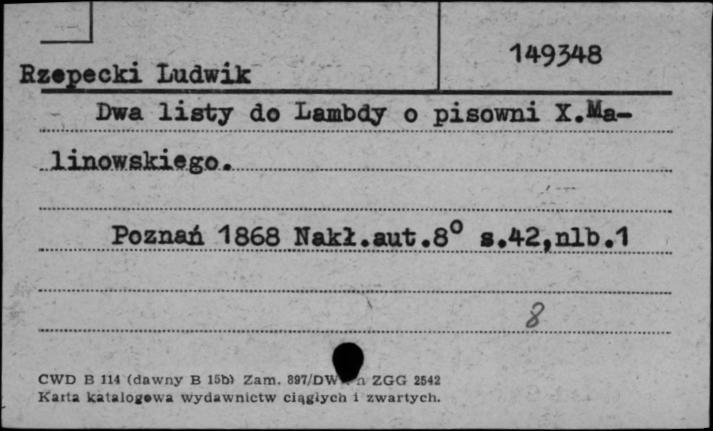 149348
Rzepecki Ludwik
Dwa listy do Lambdy o pisowni X.Ma-
linowskiego.
Poznań 1868 Nakł.aut.8° s.42,nlb.1
8
CWD B 114 (dawny B 15b) Zam. 897/DW ZGG 2542
Karta katalogowa wydawnictw ciągłych i zwartych.